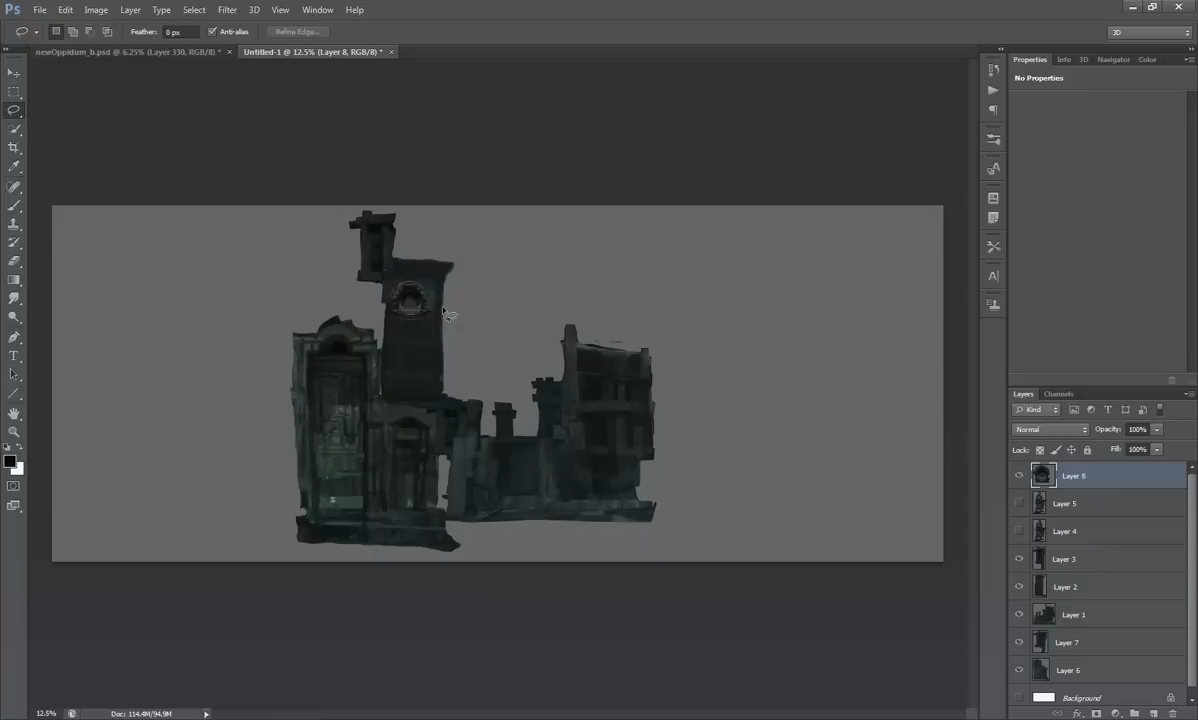 Ps File Edit Image Layer Type Select Filter 3D View Window Help
Feather: 0 px Anti-alias Refine Edge... 3D
newOppidum_b.psd @ 6.25% (Layer 330, RGB/8) * × Untitled-1 @ 12.5% (Layer 8, RGB/8) * ×
Properties Info 3D Navigator Color
No Properties
Layers Channels
Kind
Normal Opacity: 100%
Lock: Fill: 100%
Layer 8
Layer 5
Layer 4
Layer 3
Layer 2
Layer 1
Layer 7
Layer 6
Background
12.5% Doc: 114.4M/94.9M